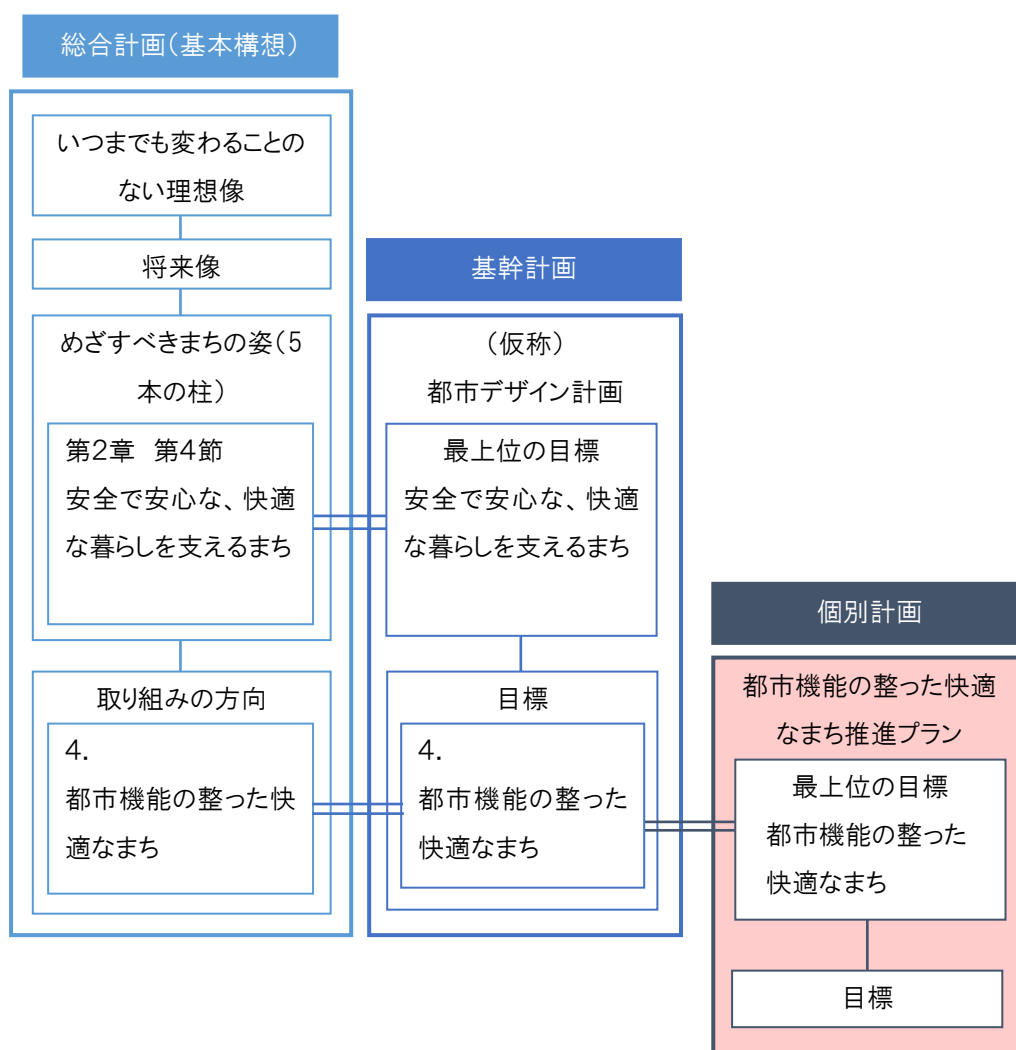 総合計画（基本構想）
いつまでも変わることの
ない理想像
将来像
めざすべきまちの姿（5
本の柱）
第2章　第4節
安全で安心な、快適
な暮らしを支えるまち
取り組みの方向
4．
都市機能の整った快
適なまち
基幹計画
（仮称）
都市デザイン計画
最上位の目標
安全で安心な、快適
な暮らしを支えるまち
目標
4．
都市機能の整った
快適なまち
個別計画
都市機能の整った快適
なまち推進プラン
最上位の目標
都市機能の整った
快適なまち
目標